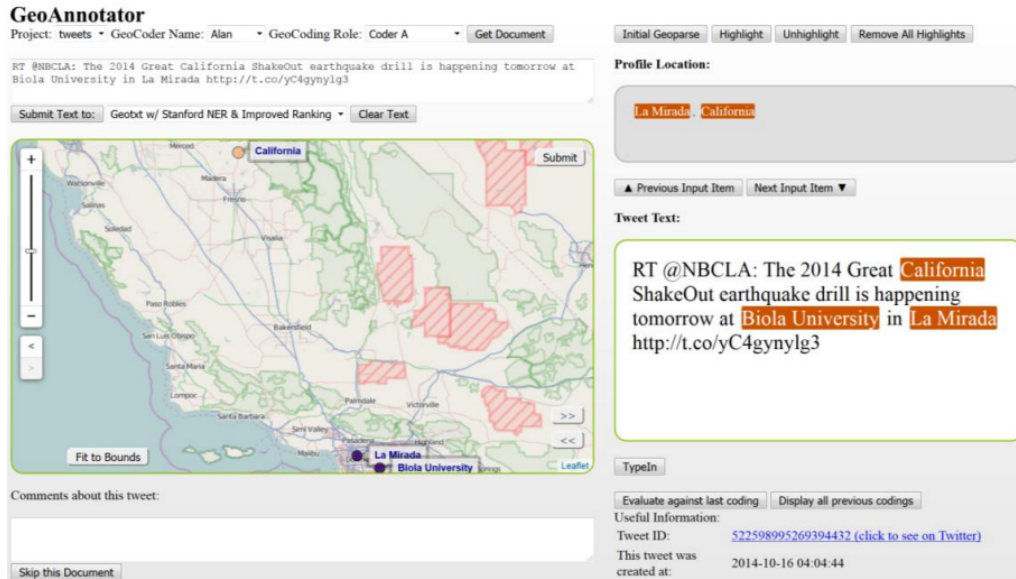 GeoAnnotator
Project: tweets GeoCoder Name: Alan GeoCoding Role: Coder A Get Document
RT @NBCLA: The 2014 Great California ShakeOut earthquake drill is happening tomorrow at
Biola University in La Mirada http://t.co/yC4gynylg3
Submit Text to: Geotxt w/ Stanford NER & Improved Ranking Clear Text
+
−
<
>
Submit
California
Merced
Madera
Watsonville
Fresno
Salinas
Soledad
Visalia
Paso Robles
San Luis Obispo
Bakersfield
Santa Maria
Lompoc
Santa Barbara
Palmdale
Victorville
Simi Valley
Malibu
Pasadena
Highland
La Mirada
Biola University
Springs
>>
<<
Fit to Bounds
Leaflet
Comments about this tweet:
Skip this Document
Initial Geoparse Highlight Unhighlight Remove All Highlights
Profile Location:
La Mirada, California
▲ Previous Input Item Next Input Item ▼
Tweet Text:
RT @NBCLA: The 2014 Great California
ShakeOut earthquake drill is happening
tomorrow at Biola University in La Mirada
http://t.co/yC4gynylg3
TypeIn
Evaluate against last coding Display all previous codings
Useful Information:
Tweet ID: 522598995269394432 (click to see on Twitter)
This tweet was
created at: 2014-10-16 04:04:44